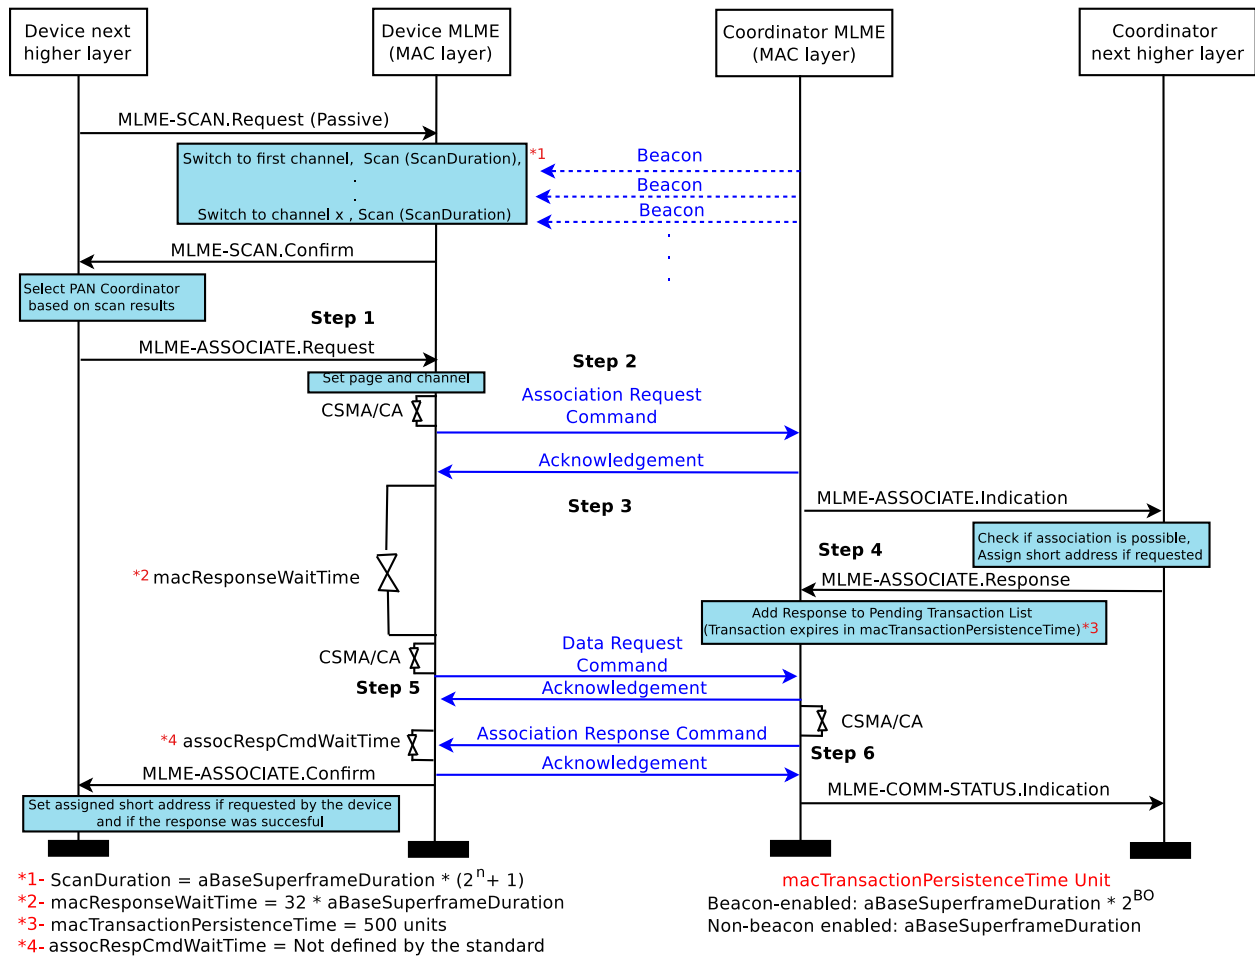 Device next
higher layer
Device MLME
(MAC layer)
Coordinator MLME
(MAC layer)
Coordinator
next higher layer
MLME-SCAN.Request (Passive)
Switch to first channel, Scan (ScanDuration),
*1
.
.
Switch to channel x , Scan (ScanDuration)
Beacon
Beacon
Beacon
.
.
.
MLME-SCAN.Confirm
Select PAN Coordinator
based on scan results
Step 1
MLME-ASSOCIATE.Request
Set page and channel
Step 2
CSMA/CA
Association Request
Command
Acknowledgement
Step 3
MLME-ASSOCIATE.Indication
Check if association is possible,
Assign short address if requested
Step 4
*2 macResponseWaitTime
MLME-ASSOCIATE.Response
Add Response to Pending Transaction List
(Transaction expires in macTransactionPersistenceTime)*3
CSMA/CA
Data Request
Command
Step 5
Acknowledgement
CSMA/CA
*4 assocRespCmdWaitTime
Association Response Command
Step 6
MLME-ASSOCIATE.Confirm
Acknowledgement
MLME-COMM-STATUS.Indication
Set assigned short address if requested by the device
and if the response was succesful
*1- ScanDuration = aBaseSuperframeDuration * (2^n + 1)
*2- macResponseWaitTime = 32 * aBaseSuperframeDuration
*3- macTransactionPersistenceTime = 500 units
*4- assocRespCmdWaitTime = Not defined by the standard
macTransactionPersistenceTime Unit
Beacon-enabled: aBaseSuperframeDuration * 2^BO
Non-beacon enabled: aBaseSuperframeDuration